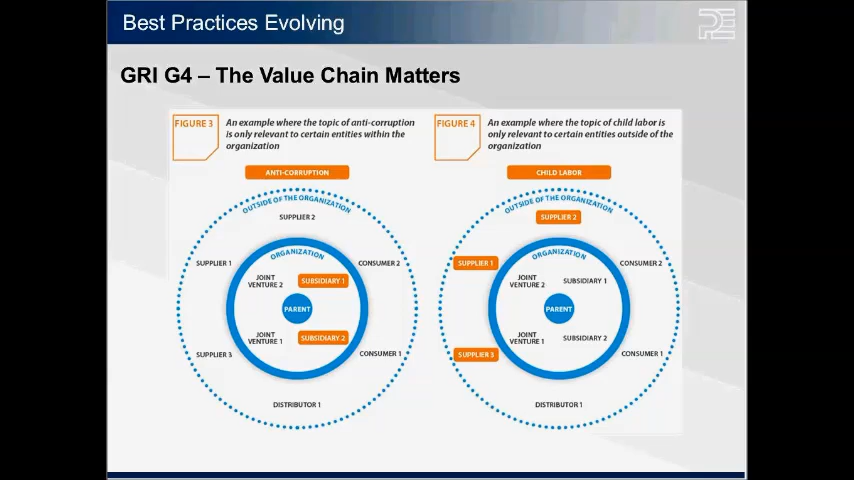 Best Practices Evolving
PE
GRI G4 – The Value Chain Matters
FIGURE 3
An example where the topic of anti-corruption
is only relevant to certain entities within the
organization
ANTI-CORRUPTION
OUTSIDE OF THE ORGANIZATION
SUPPLIER 2
ORGANIZATION
SUPPLIER 1
CONSUMER 2
JOINT
VENTURE 2
SUBSIDIARY 1
PARENT
JOINT
VENTURE 1
SUBSIDIARY 2
SUPPLIER 3
CONSUMER 1
DISTRIBUTOR 1
FIGURE 4
An example where the topic of child labor is
only relevant to certain entities outside of the
organization
CHILD LABOR
OUTSIDE OF THE ORGANIZATION
SUPPLIER 2
ORGANIZATION
SUPPLIER 1
CONSUMER 2
JOINT
VENTURE 2
SUBSIDIARY 1
PARENT
JOINT
VENTURE 1
SUBSIDIARY 2
SUPPLIER 3
CONSUMER 1
DISTRIBUTOR 1